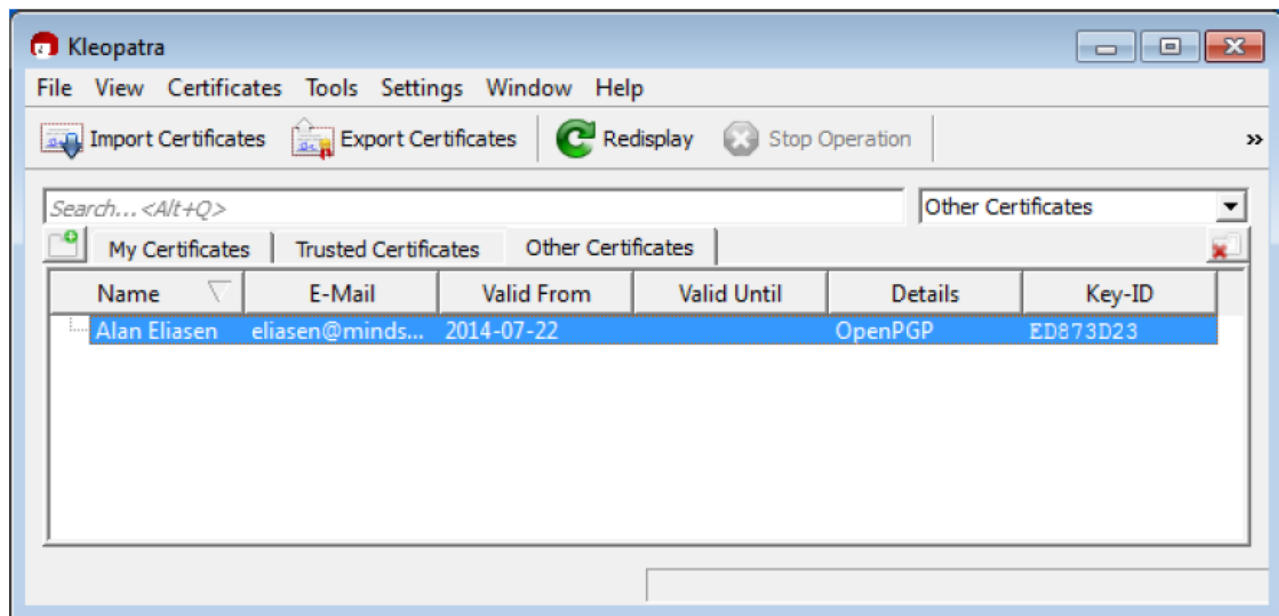 Kleopatra
File View Certificates Tools Settings Window Help
Import Certificates Export Certificates Redisplay Stop Operation »
Search...<Alt+Q> Other Certificates
My Certificates Trusted Certificates Other Certificates
Name E-Mail Valid From Valid Until Details Key-ID
Alan Eliasen eliasen@minds... 2014-07-22 OpenPGP ED873D23